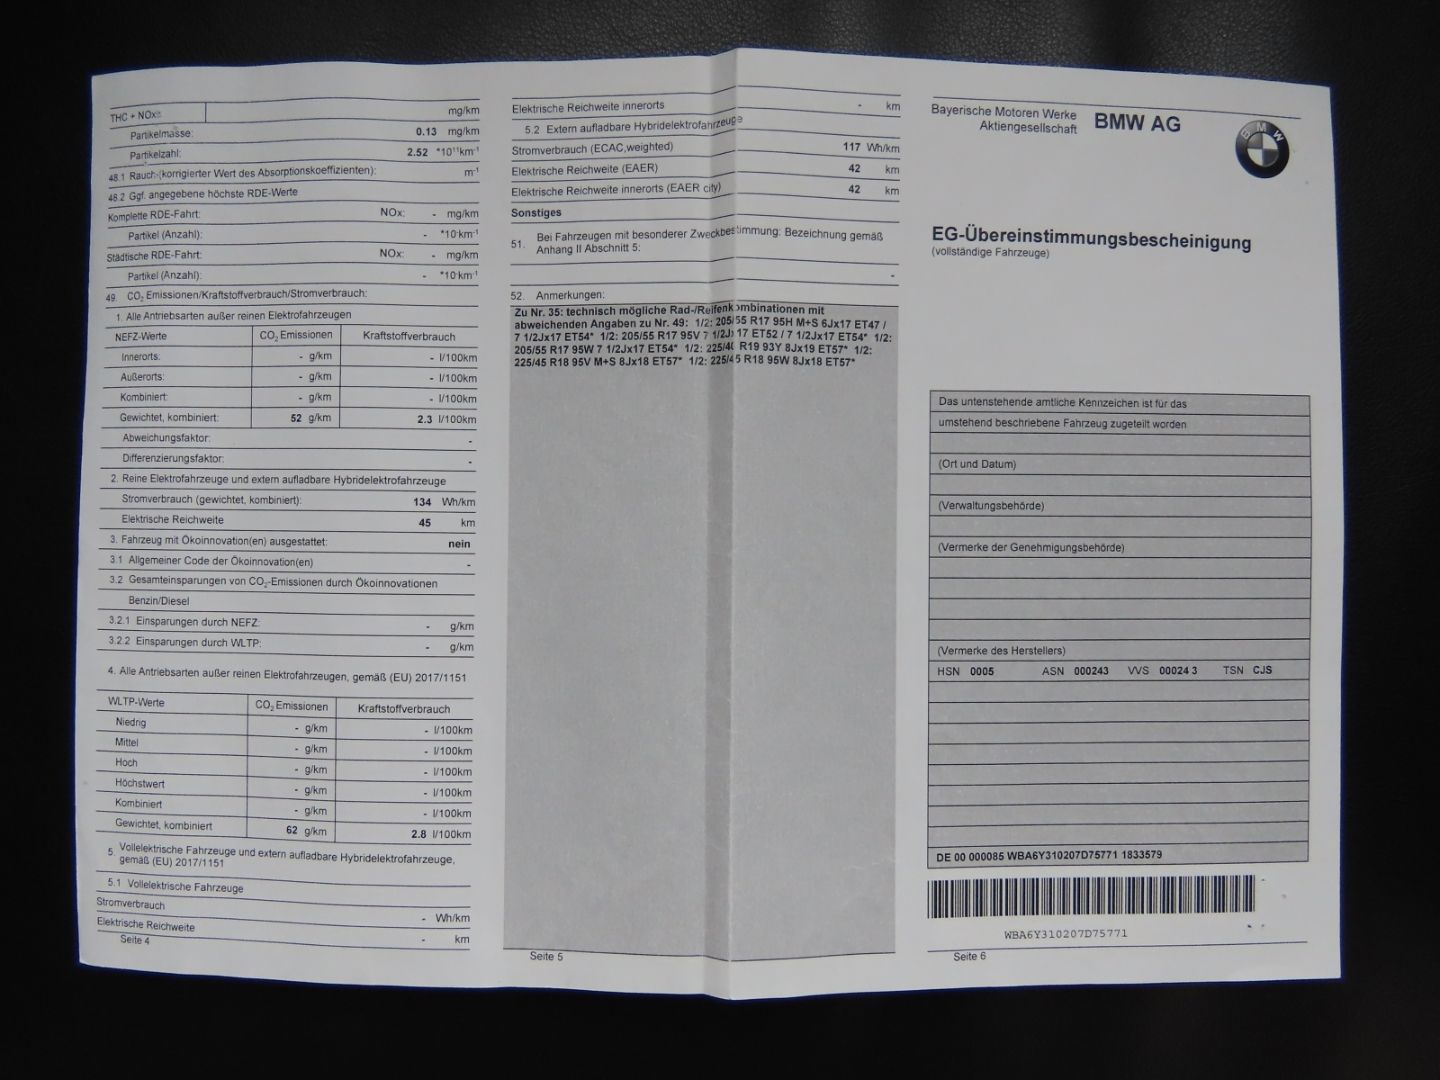 THC + NOx: mg/km
Partikelmasse: 0.13 mg/km
Partikelzahl: 2.52 *10¹¹km⁻¹
48.1 Rauch (korrigierter Wert des Absorptionskoeffizienten): m⁻¹
48.2 Ggf. angegebene höchste RDE-Werte
Komplette RDE-Fahrt: NOx: - mg/km
Partikel (Anzahl): - *10·km⁻¹
Städtische RDE-Fahrt: NOx: - mg/km
Partikel (Anzahl): - *10·km⁻¹
49. CO₂ Emissionen/Kraftstoffverbrauch/Stromverbrauch:
1. Alle Antriebsarten außer reinen Elektrofahrzeugen
NEFZ-Werte CO₂ Emissionen Kraftstoffverbrauch
Innerorts: - g/km - l/100km
Außerorts: - g/km - l/100km
Kombiniert: - g/km - l/100km
Gewichtet, kombiniert: 52 g/km 2.3 l/100km
Abweichungsfaktor: -
Differenzierungsfaktor: -
2. Reine Elektrofahrzeuge und extern aufladbare Hybridelektrofahrzeuge
Stromverbrauch (gewichtet, kombiniert): 134 Wh/km
Elektrische Reichweite 45 km
3. Fahrzeug mit Ökoinnovation(en) ausgestattet: nein
3.1 Allgemeiner Code der Ökoinnovation(en) -
3.2 Gesamteinsparungen von CO₂-Emissionen durch Ökoinnovationen
Benzin/Diesel
3.2.1 Einsparungen durch NEFZ: - g/km
3.2.2 Einsparungen durch WLTP: - g/km
4. Alle Antriebsarten außer reinen Elektrofahrzeugen, gemäß (EU) 2017/1151
WLTP-Werte CO₂ Emissionen Kraftstoffverbrauch
Niedrig - g/km - l/100km
Mittel - g/km - l/100km
Hoch - g/km - l/100km
Höchstwert - g/km - l/100km
Kombiniert - g/km - l/100km
Gewichtet, kombiniert 62 g/km 2.8 l/100km
5. Vollelektrische Fahrzeuge und extern aufladbare Hybridelektrofahrzeuge,
gemäß (EU) 2017/1151
5.1 Vollelektrische Fahrzeuge
Stromverbrauch - Wh/km
Elektrische Reichweite - km
Seite 4
Elektrische Reichweite innerorts - km
5.2 Extern aufladbare Hybridelektrofahrzeuge
Stromverbrauch (ECAC,weighted) 117 Wh/km
Elektrische Reichweite (EAER) 42 km
Elektrische Reichweite innerorts (EAER city) 42 km
Sonstiges
51. Bei Fahrzeugen mit besonderer Zweckbestimmung: Bezeichnung gemäß
Anhang II Abschnitt 5:
-
52. Anmerkungen:
Zu Nr. 35: technisch mögliche Rad-/Reifenkombinationen mit
abweichenden Angaben zu Nr. 49: 1/2: 205/55 R17 95H M+S 6Jx17 ET47 /
7 1/2Jx17 ET54* 1/2: 205/55 R17 95V 7 1/2Jx17 ET52 / 7 1/2Jx17 ET54* 1/2:
205/55 R17 95W 7 1/2Jx17 ET54* 1/2: 225/40 R19 93Y 8Jx19 ET57* 1/2:
225/45 R18 95V M+S 8Jx18 ET57* 1/2: 225/45 R18 95W 8Jx18 ET57*
Seite 5
Bayerische Motoren Werke
Aktiengesellschaft
BMW AG
BMW
EG-Übereinstimmungsbescheinigung
(vollständige Fahrzeuge)
Das untenstehende amtliche Kennzeichen ist für das
umstehend beschriebene Fahrzeug zugeteilt worden
(Ort und Datum)
(Verwaltungsbehörde)
(Vermerke der Genehmigungsbehörde)
(Vermerke des Herstellers)
HSN 0005 ASN 000243 VVS 00024 3 TSN CJS
DE 00 000085 WBA6Y310207D75771 1833579
WBA6Y310207D75771
Seite 6